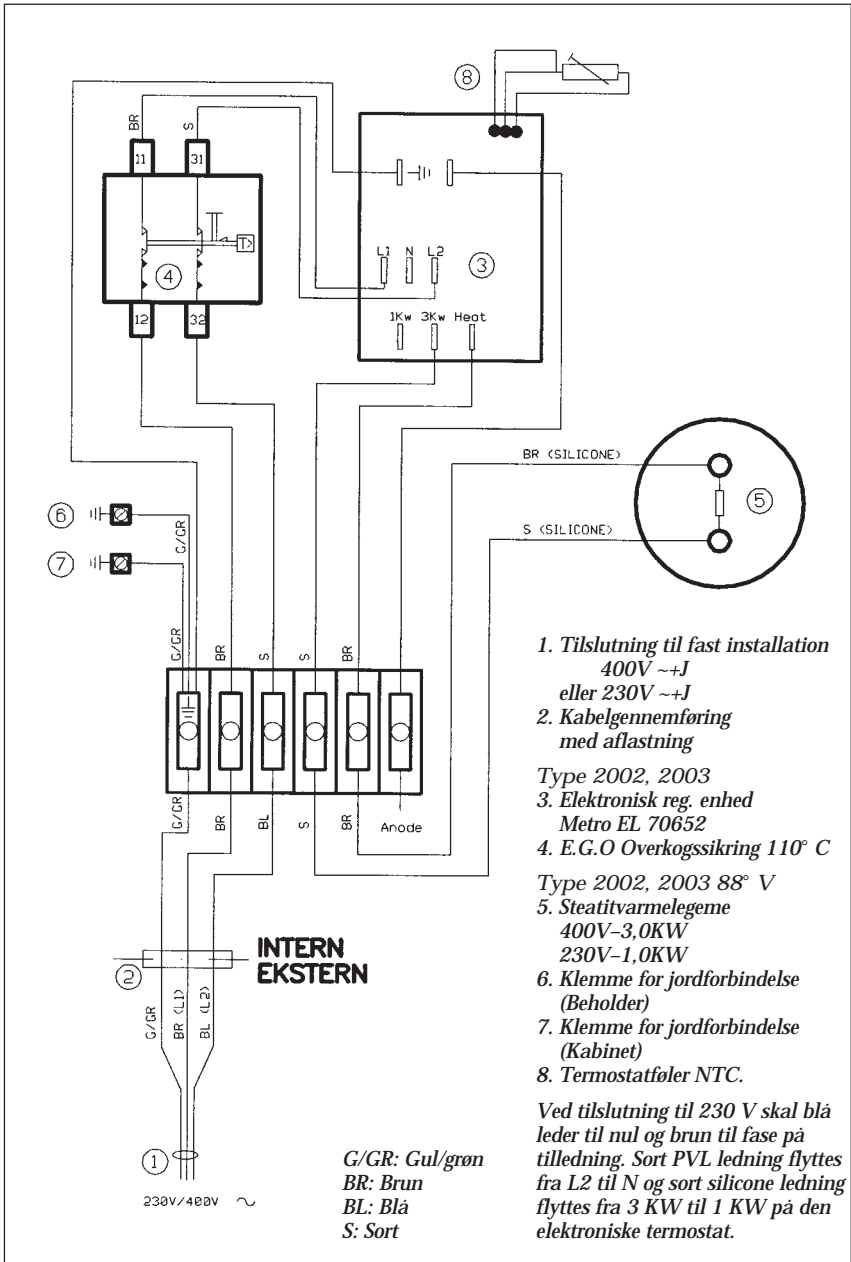 8
BR
S
11
31
T>
4
12
32
L1 N L2
3
1Kw 3Kw Heat
BR (SILICONE)
5
S (SILICONE)
6
G/GR
7
G/GR
BR
S
S
BR
G/GR
BR
BL
S
BR
Anode
2
INTERN
EKSTERN
G/GR
BR (L1)
BL (L2)
1
230V/400V ~
G/GR: Gul/grøn
BR: Brun
BL: Blå
S: Sort
1. Tilslutning til fast installation
400V ~+J
eller 230V ~+J
2. Kabelgennemføring
med aflastning
Type 2002, 2003
3. Elektronisk reg. enhed
Metro EL 70652
4. E.G.O Overkogssikring 110° C
Type 2002, 2003 88° V
5. Steatitvarmelegeme
400V–3,0KW
230V–1,0KW
6. Klemme for jordforbindelse
(Beholder)
7. Klemme for jordforbindelse
(Kabinet)
8. Termostatføler NTC.
Ved tilslutning til 230 V skal blå
leder til nul og brun til fase på
tilledning. Sort PVL ledning flyttes
fra L2 til N og sort silicone ledning
flyttes fra 3 KW til 1 KW på den
elektroniske termostat.